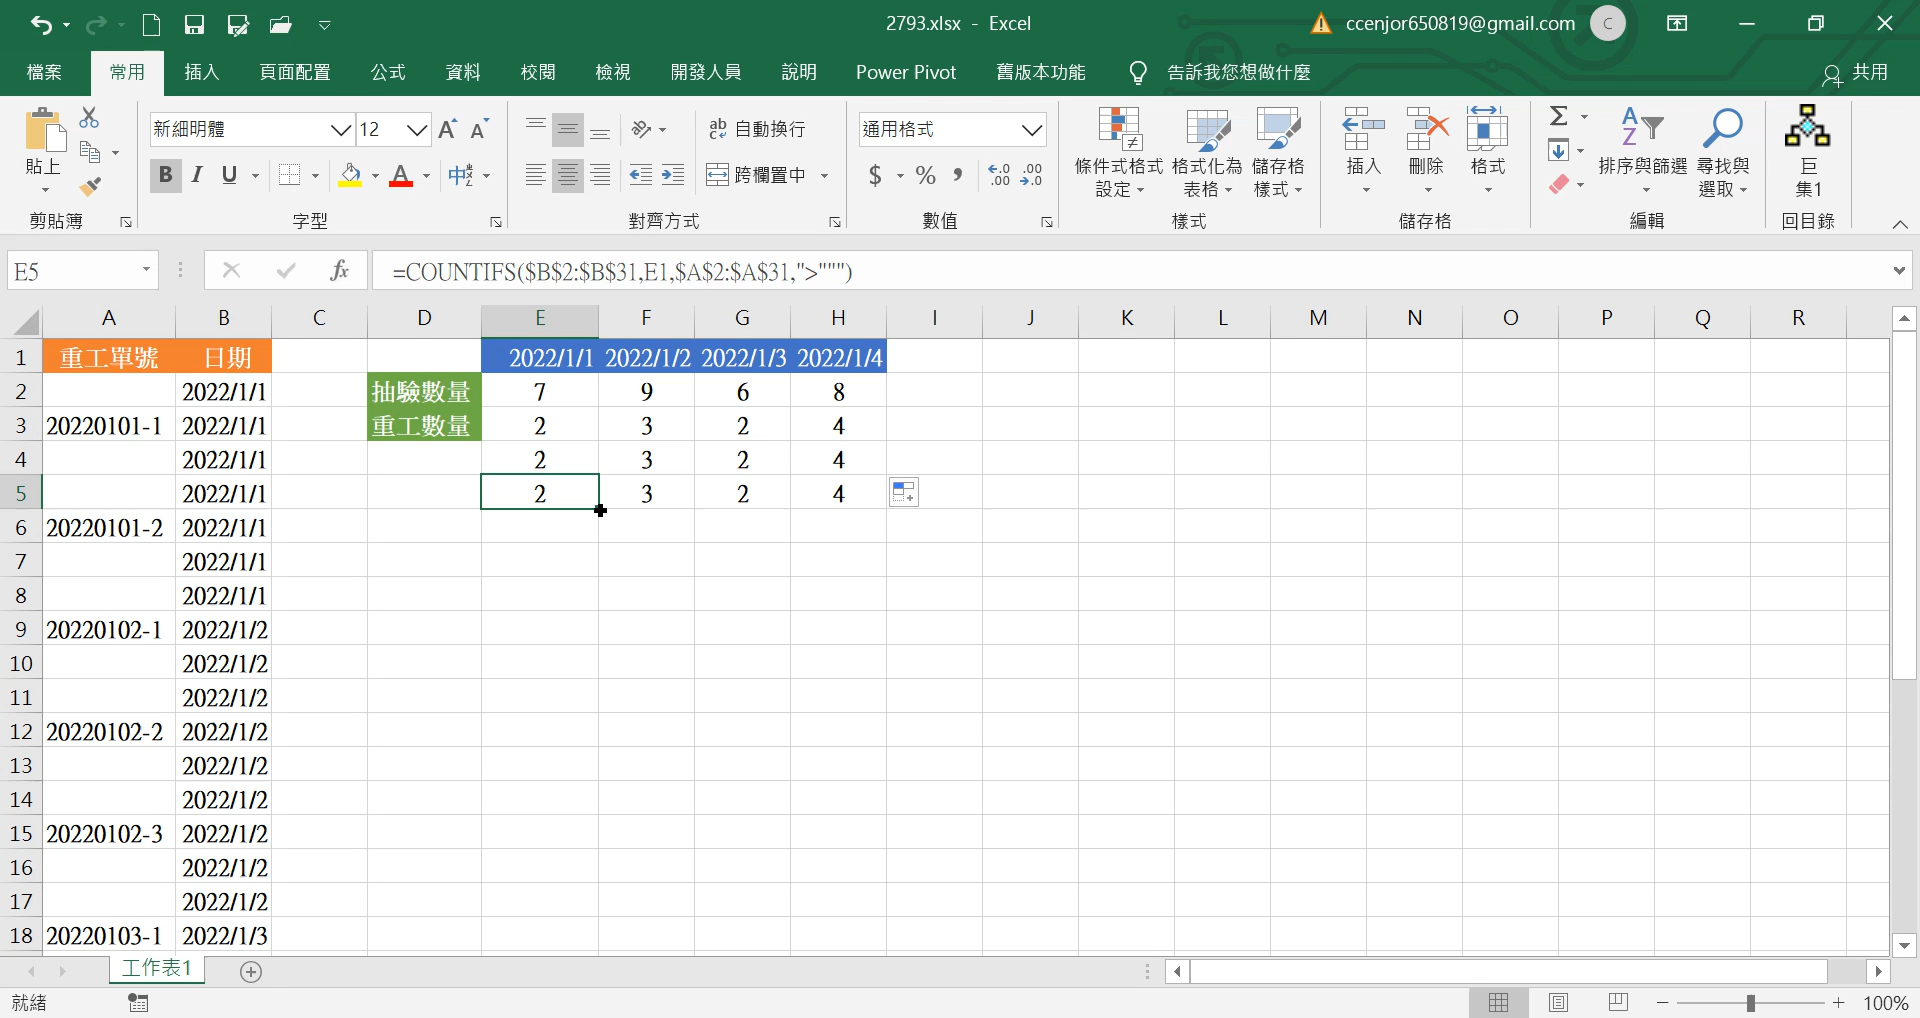 2793.xlsx - Excel
ccenjor650819@gmail.com
C
檔案 常用 插入 頁面配置 公式 資料 校閱 檢視 開發人員 說明 Power Pivot 舊版本功能 告訴我您想做什麼 共用
貼上
剪貼簿
新細明體 12
B I U
字型
自動換行
跨欄置中
對齊方式
通用格式
$ % ,
數值
條件式格式設定
格式化為表格
儲存格樣式
樣式
插入 刪除 格式
儲存格
排序與篩選
尋找與選取
編輯
巨集1
回目錄
E5
fx
=COUNTIFS($B$2:$B$31,E1,$A$2:$A$31,">""")
A B C D E F G H I J K L M N O P Q R
1 重工單號 日期 2022/1/1 2022/1/2 2022/1/3 2022/1/4
2 2022/1/1 抽驗數量 7 9 6 8
3 20220101-1 2022/1/1 重工數量 2 3 2 4
4 2022/1/1 2 3 2 4
5 2022/1/1 2 3 2 4
6 20220101-2 2022/1/1
7 2022/1/1
8 2022/1/1
9 20220102-1 2022/1/2
10 2022/1/2
11 2022/1/2
12 20220102-2 2022/1/2
13 2022/1/2
14 2022/1/2
15 20220102-3 2022/1/2
16 2022/1/2
17 2022/1/2
18 20220103-1 2022/1/3
工作表1
就緒
100%